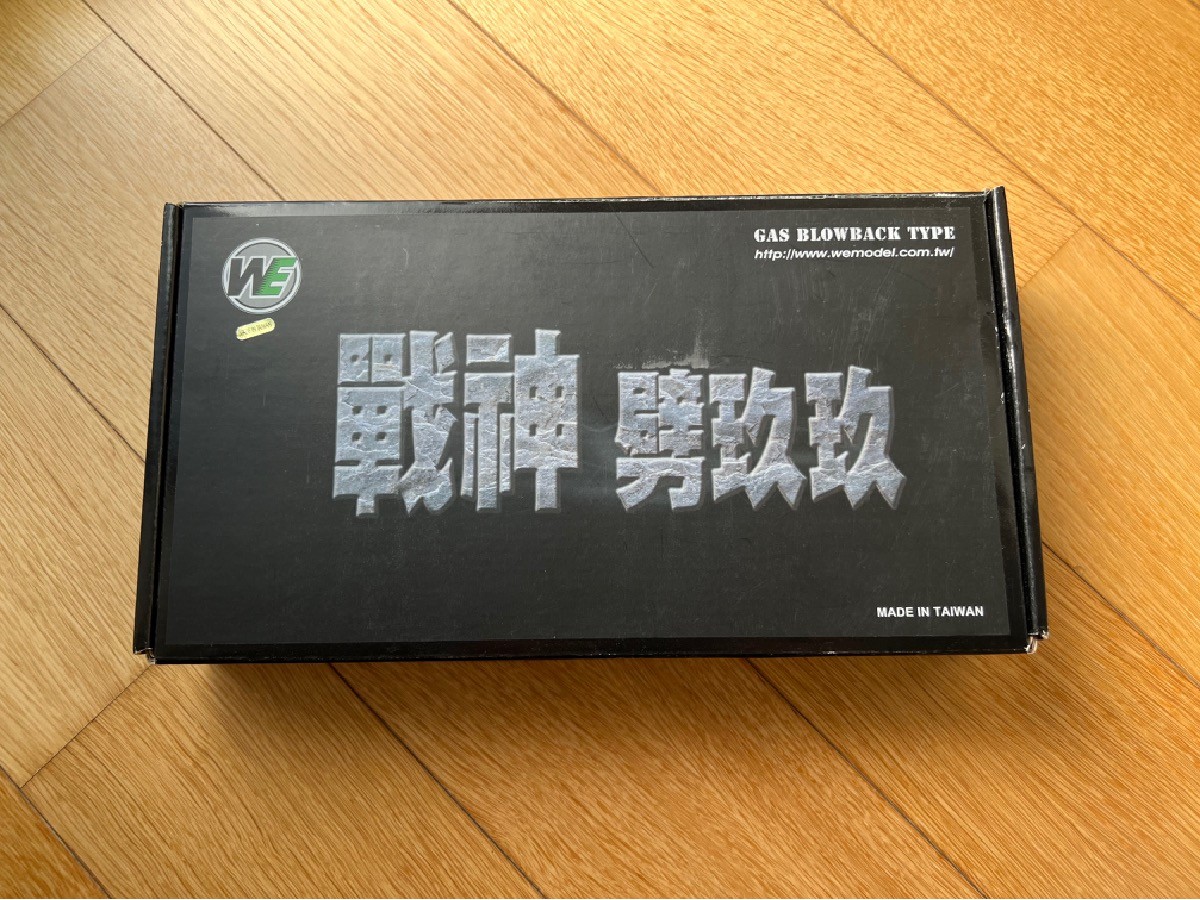 GAS BLOWBACK TYPE
WE
http://www.wemodel.com.tw/
戰神 劈玖玖
MADE IN TAIWAN